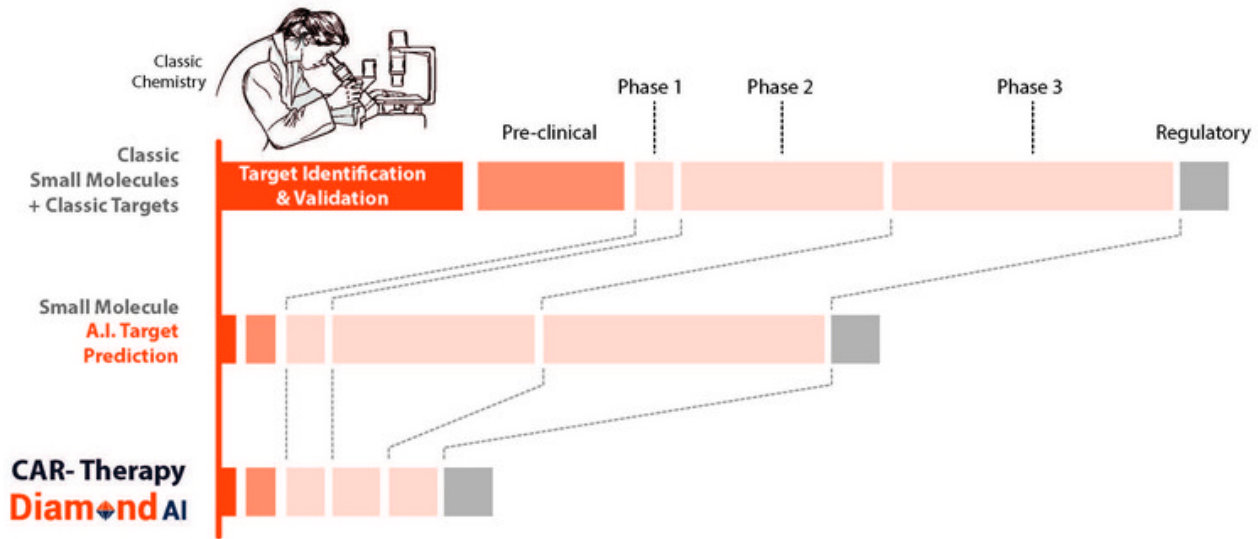 Classic
Chemistry
Phase 1
Phase 2
Phase 3
Pre-clinical
Regulatory
Classic
Small Molecules
+ Classic Targets
Target Identification
& Validation
Small Molecule
A.I. Target
Prediction
CAR- Therapy
Diamond AI